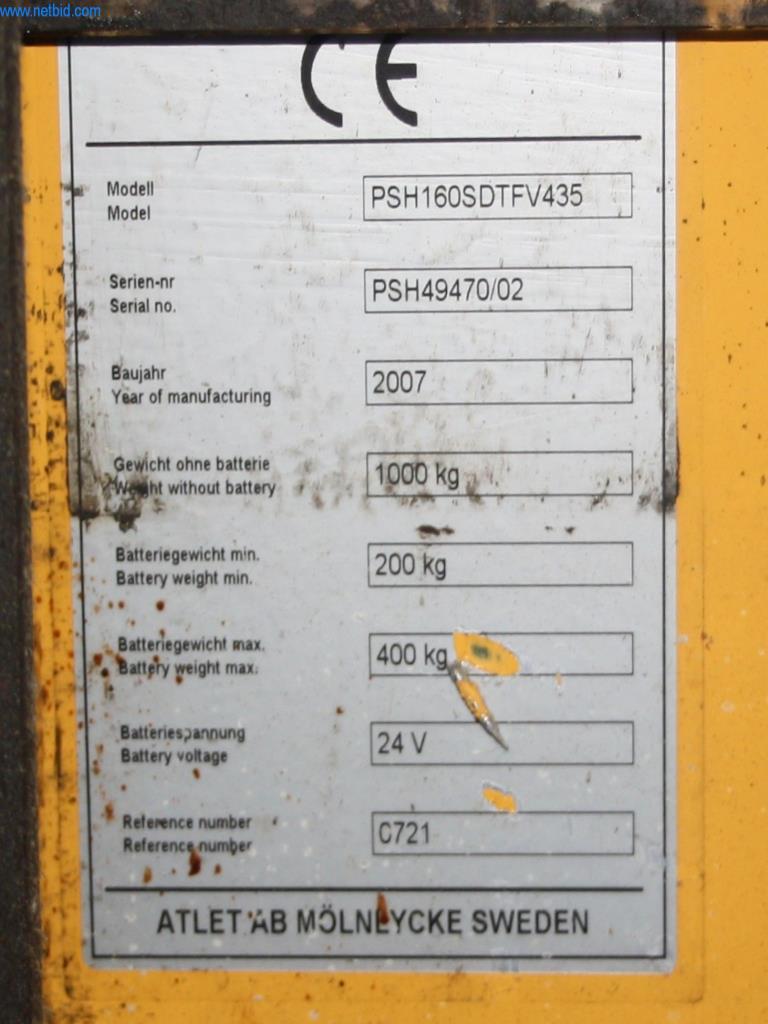 www.netbid.com
CE
Modell
Model
PSH160SDTFV435
Serien-nr
Serial no.
PSH49470/02
Baujahr
Year of manufacturing
2007
Gewicht ohne batterie
Weight without battery
1000 kg
Batteriegewicht min.
Battery weight min.
200 kg
Batteriegewicht max.
Battery weight max.
400 kg
Batteriespannung
Battery voltage
24 V
Reference number
Reference number
C721
ATLET AB MÖLNLYCKE SWEDEN